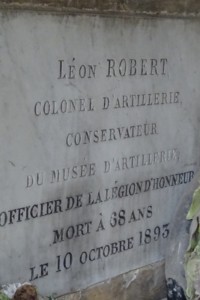 LÉON ROBERT
COLONEL D'ARTILLERIE,
CONSERVATEUR
DU MUSÉE D'ARTILLERIE,
OFFICIER DE LA LÉGION D'HONNEUR
MORT À 68 ANS
LE 10 OCTOBRE 1893